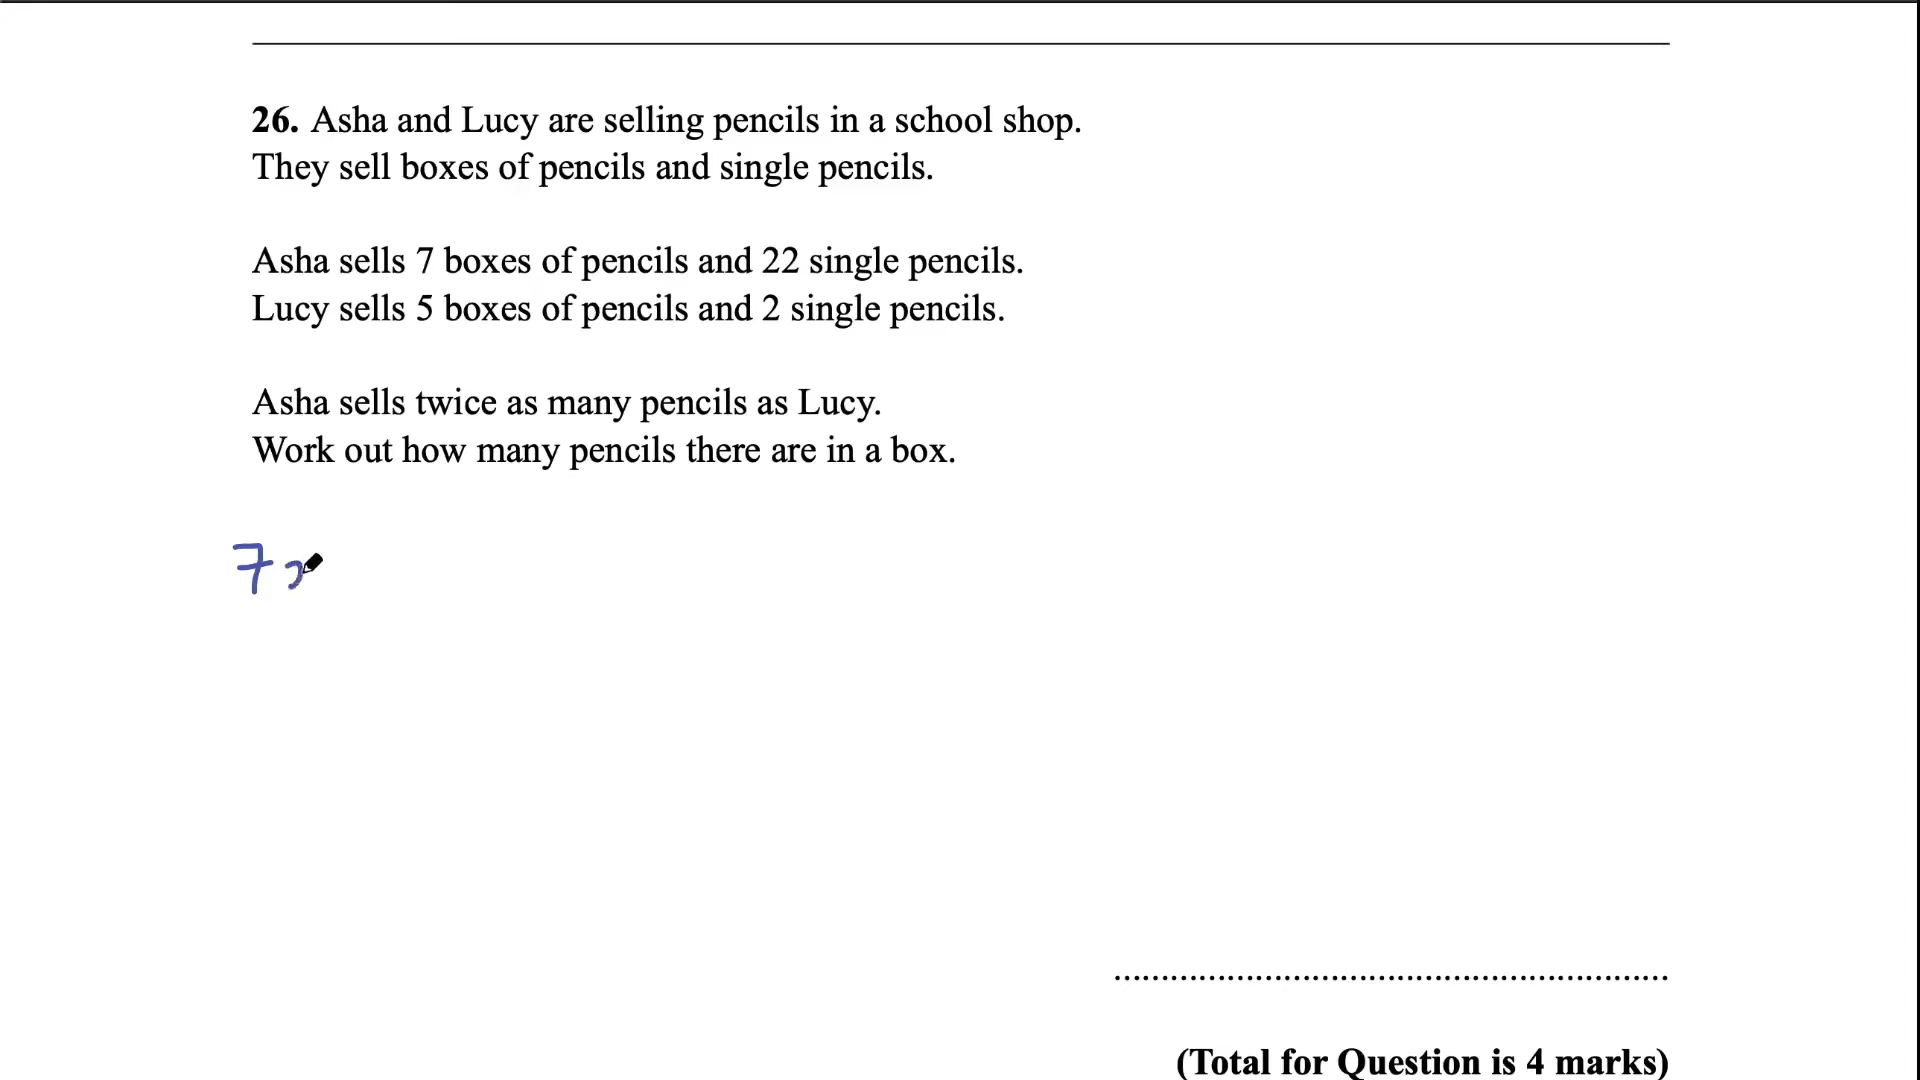 26. Asha and Lucy are selling pencils in a school shop.
They sell boxes of pencils and single pencils.
Asha sells 7 boxes of pencils and 22 single pencils.
Lucy sells 5 boxes of pencils and 2 single pencils.
Asha sells twice as many pencils as Lucy.
Work out how many pencils there are in a box.
7
......................................................
(Total for Question is 4 marks)